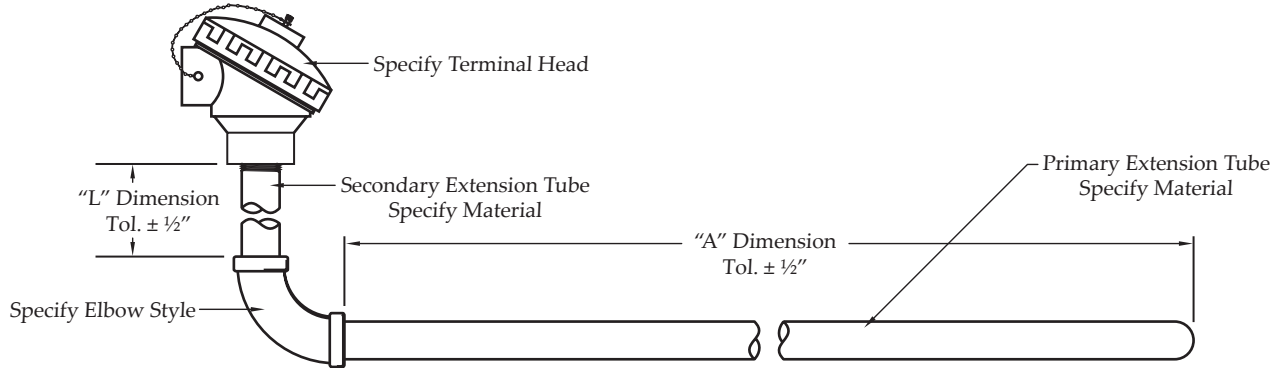 Specify Terminal Head
Primary Extension Tube
Specify Material
Secondary Extension Tube
Specify Material
“L” Dimension
Tol. ± ½”
“A” Dimension
Tol. ± ½”
Specify Elbow Style